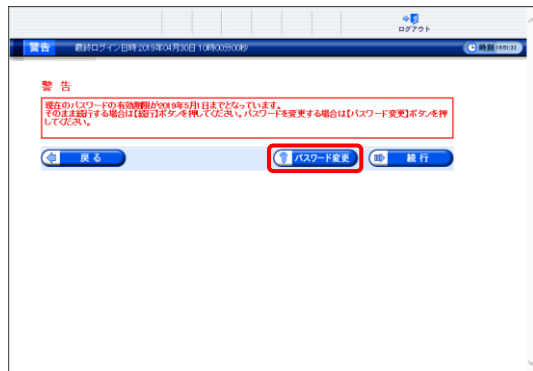 ログアウト
警告 最終ログイン日時:2019年04月30日 10時00分00秒 時刻
警 告
現在のパスワードの有効期限が2019年5月1日までとなっています。
そのまま続行する場合は【続行】ボタンを押してください。パスワードを変更する場合は【パスワード変更】ボタンを押
してください。
戻る パスワード変更 続行